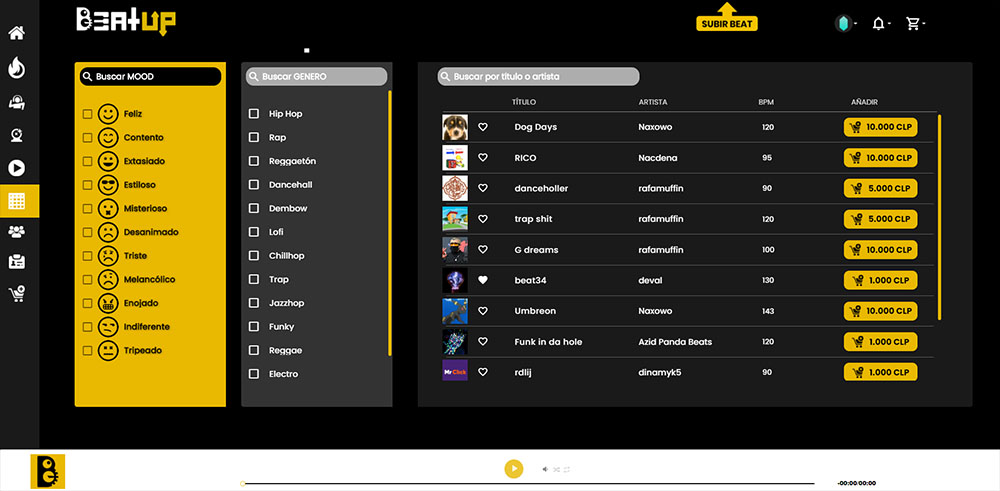 BEATUP
SUBIR BEAT
Buscar MOOD
Feliz
Contento
Extasiado
Estiloso
Misterioso
Desanimado
Triste
Melancólico
Enojado
Indiferente
Tripeado
Buscar GENERO
Hip Hop
Rap
Reggaetón
Dancehall
Dembow
Lofi
Chillhop
Trap
Jazzhop
Funky
Reggae
Electro
Buscar por título o artista
TÍTULO ARTISTA BPM AÑADIR
Dog Days Naxowo 120 10.000 CLP
RICO Nacdena 95 10.000 CLP
danceholler rafamuffin 90 5.000 CLP
trap shit rafamuffin 120 5.000 CLP
G dreams rafamuffin 100 10.000 CLP
beat34 deval 130 1.000 CLP
Umbreon Naxowo 143 10.000 CLP
Funk in da hole Azid Panda Beats 120 1.000 CLP
Mr Click rdlij dinamyk5 90 1.000 CLP
-00:00/00:00